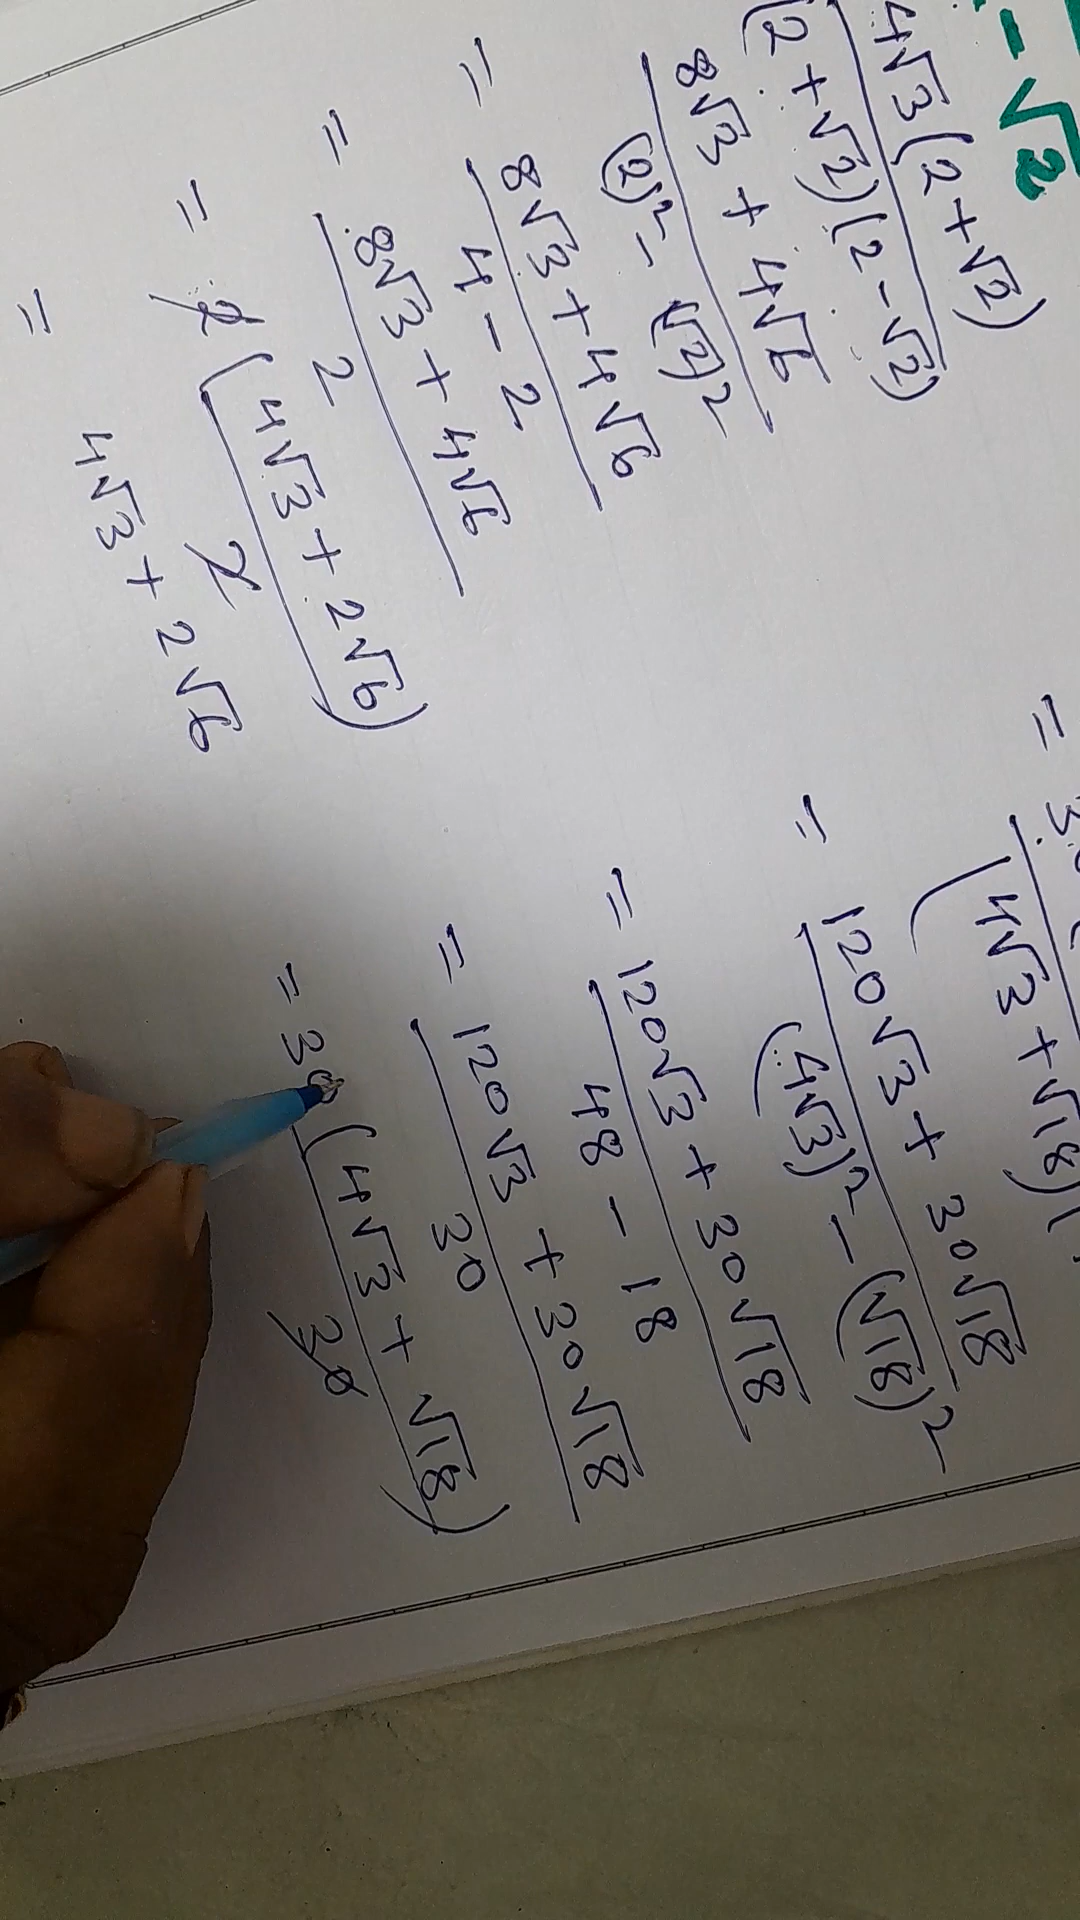 - √2
4√3(2+√2)
(2+√2)(2-√2)
8√3 + 4√6
(2)² - (√2)²
= 8√3 + 4√6
4 - 2
= 8√3 + 4√6
2
= 2(4√3 + 2√6)
2
= 4√3 + 2√6
(4√3 + √18)(
= 120√3 + 30√18
(4√3)² - (√18)²
= 120√3 + 30√18
48 - 18
= 120√3 + 30√18
30
= 30(4√3 + √18)
30